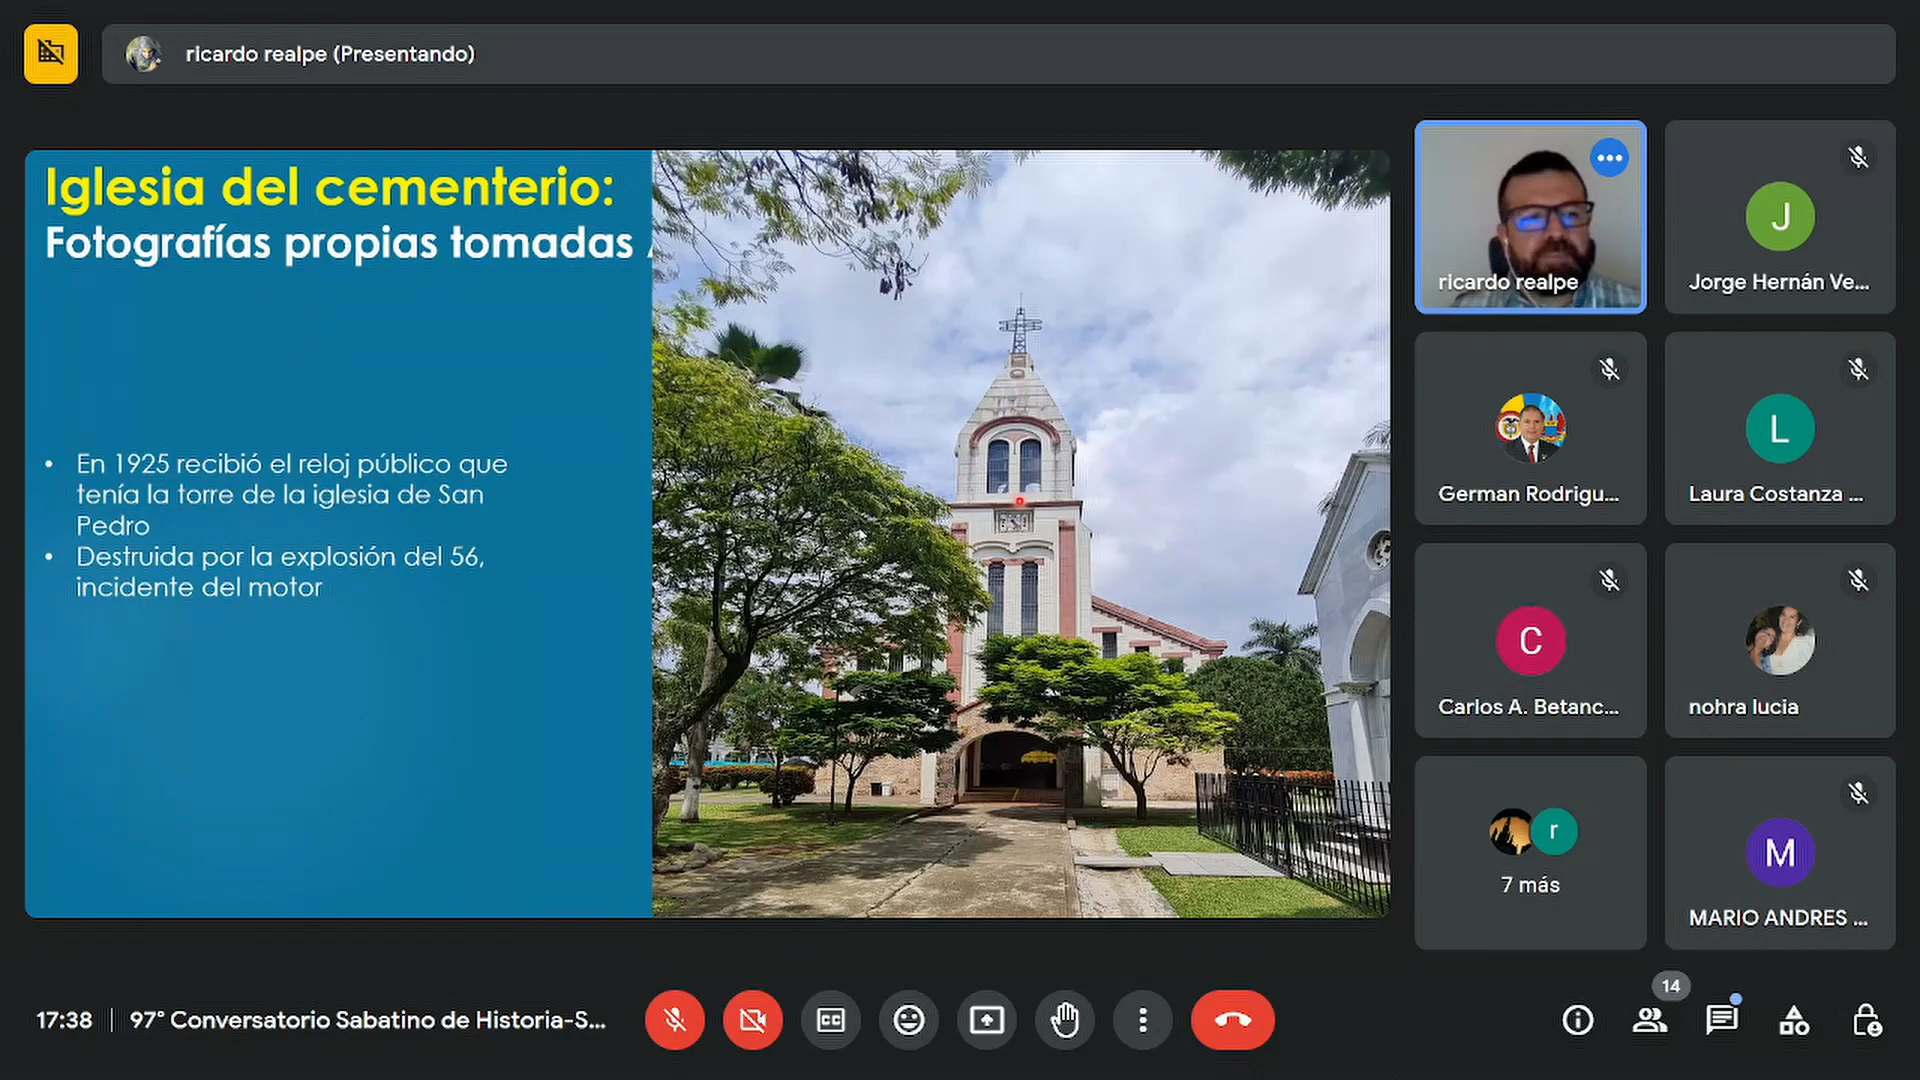 ricardo realpe (Presentando)
Iglesia del cementerio:
Fotografías propias tomadas
• En 1925 recibió el reloj público que
tenía la torre de la iglesia de San
Pedro
• Destruida por la explosión del 56,
incidente del motor
ricardo realpe
J
Jorge Hernán Ve...
German Rodrigu...
L
Laura Costanza ...
C
Carlos A. Betanc...
nohra lucia
r
7 más
M
MARIO ANDRES ...
17:38
97° Conversatorio Sabatino de Historia-S...
CC
14